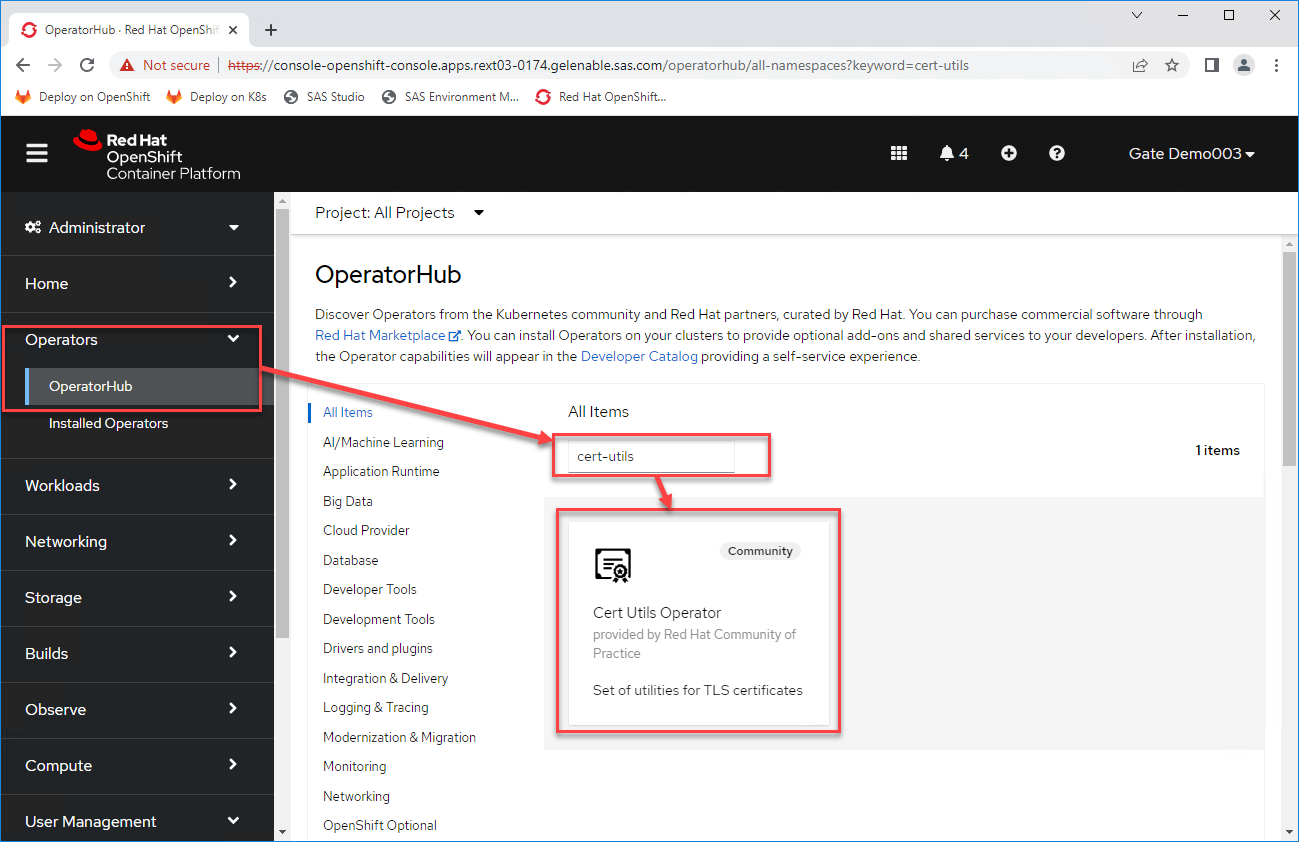 OperatorHub · Red Hat OpenShift
Not secure
https://console-openshift-console.apps.rext03-0174.gelenable.sas.com/operatorhub/all-namespaces?keyword=cert-utils
Deploy on OpenShift
Deploy on K8s
SAS Studio
SAS Environment M...
Red Hat OpenShift...
Red Hat
OpenShift
Container Platform
4
Gate Demo003
Administrator
Home
Operators
OperatorHub
Installed Operators
Workloads
Networking
Storage
Builds
Observe
Compute
User Management
Project: All Projects
OperatorHub
Discover Operators from the Kubernetes community and Red Hat partners, curated by Red Hat. You can purchase commercial software through
Red Hat Marketplace. You can install Operators on your clusters to provide optional add-ons and shared services to your developers. After installation,
the Operator capabilities will appear in the Developer Catalog providing a self-service experience.
All Items
AI/Machine Learning
Application Runtime
Big Data
Cloud Provider
Database
Developer Tools
Development Tools
Drivers and plugins
Integration & Delivery
Logging & Tracing
Modernization & Migration
Monitoring
Networking
OpenShift Optional
All Items
cert-utils
1 items
Community
Cert Utils Operator
provided by Red Hat Community of
Practice
Set of utilities for TLS certificates